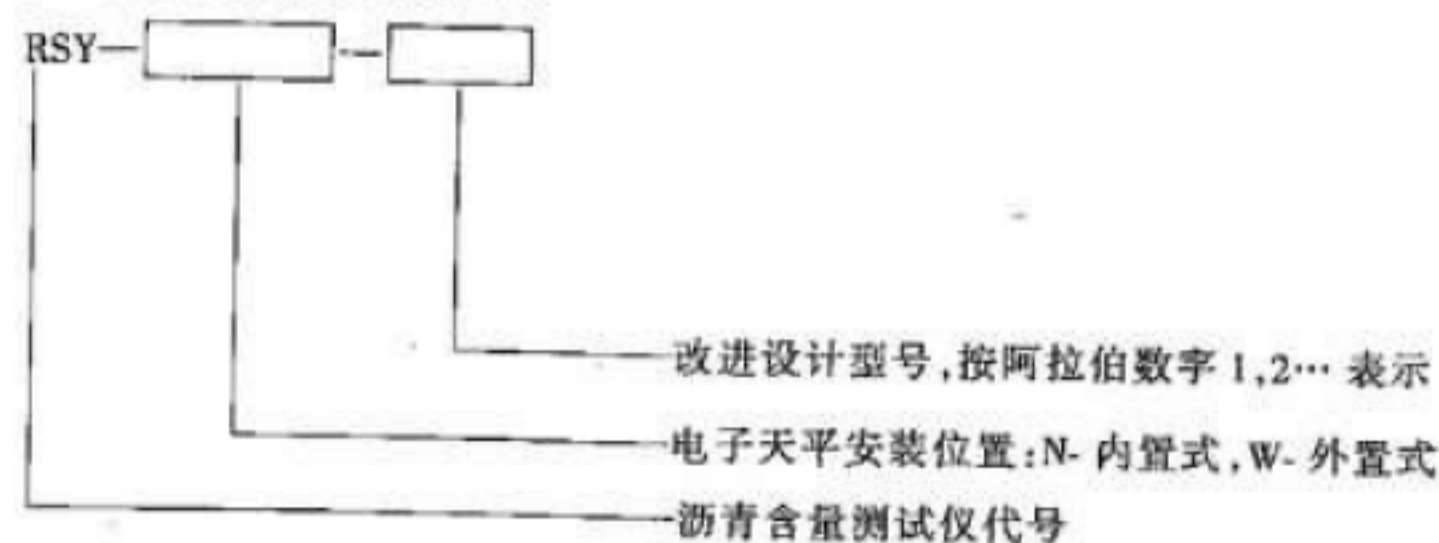 RSY—
改进设计型号,按阿拉伯数字 1,2… 表示
电子天平安装位置:N- 内置式,W- 外置式
沥青含量测试仪代号